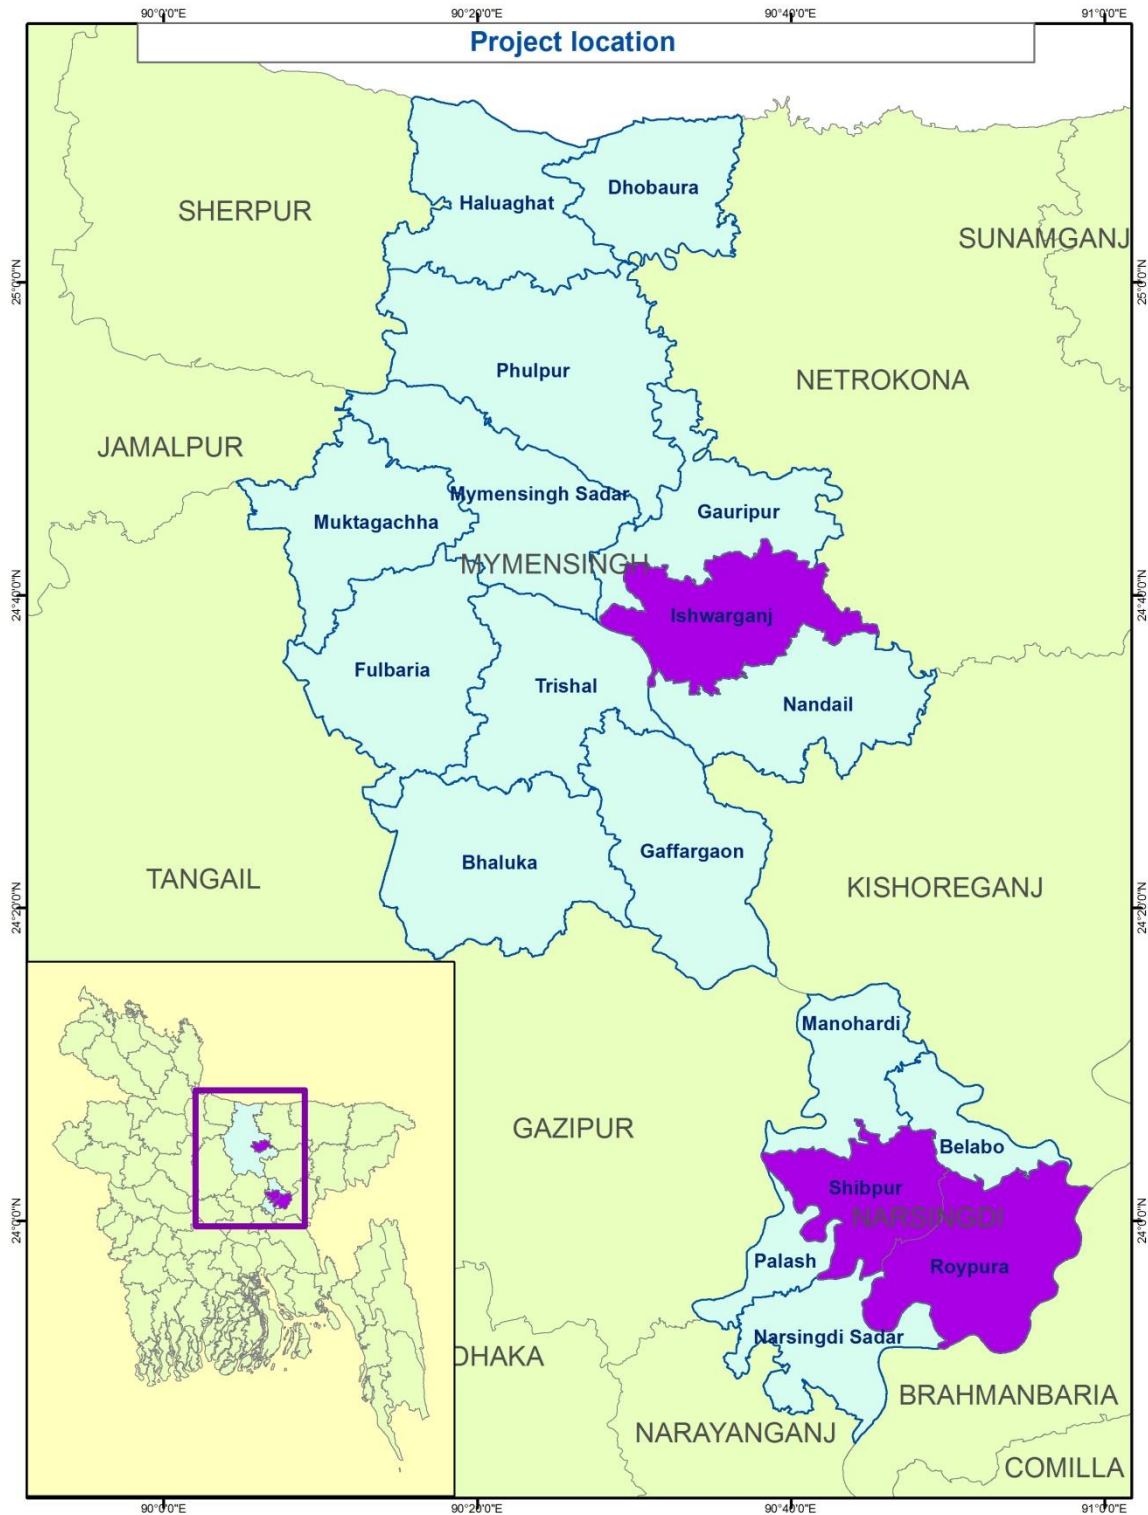 90°0'0"E
90°20'0"E
90°40'0"E
91°0'0"E
Project location
Dhobaura
Haluaghat
SHERPUR
SUNAMGANJ
25°0'0"N
25°0'0"N
Phulpur
NETROKONA
JAMALPUR
Mymensingh Sadar
Gauripur
Muktagachha
MYMENSINGH
24°40'0"N
24°40'0"N
Ishwarganj
Fulbaria
Trishal
Nandail
Gaffargaon
Bhaluka
TANGAIL
KISHOREGANJ
24°20'0"N
24°20'0"N
Manohardi
GAZIPUR
Belabo
Shibpur
NARSINGDI
24°0'0"N
24°0'0"N
Palash
Roypura
Narsingdi Sadar
DHAKA
BRAHMANBARIA
NARAYANGANJ
COMILLA
90°0'0"E
90°20'0"E
90°40'0"E
91°0'0"E